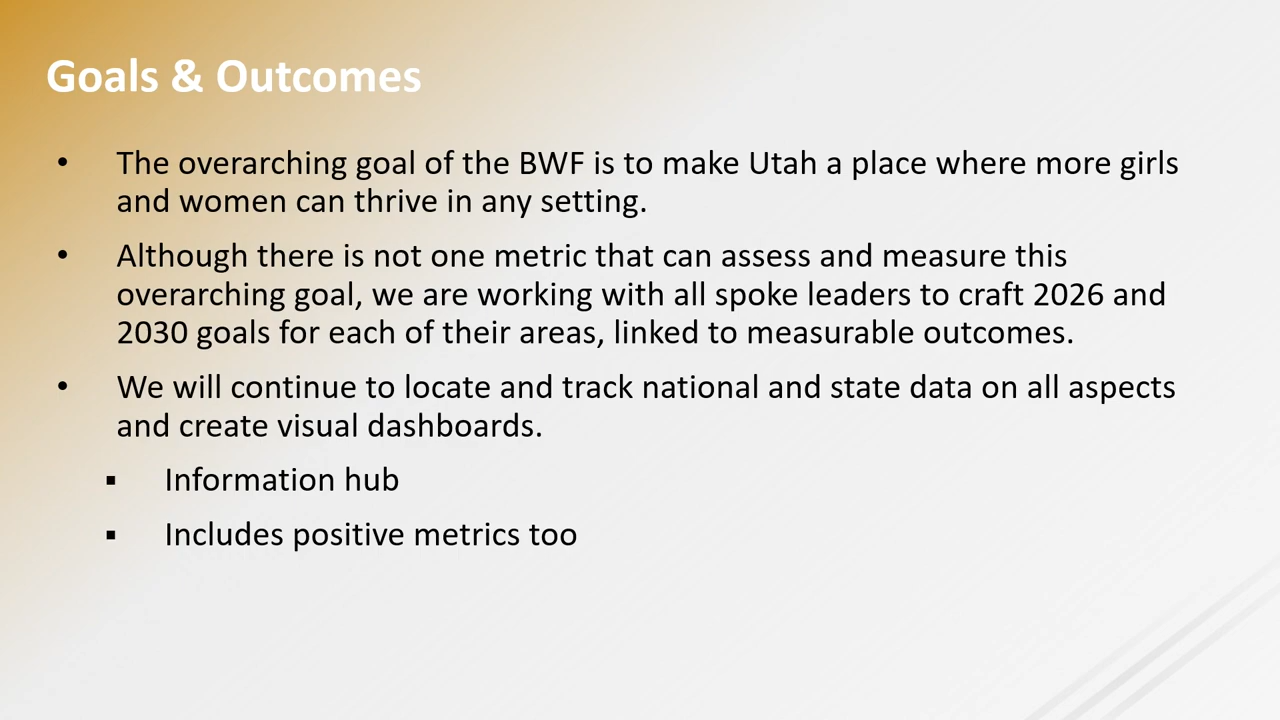 Goals & Outcomes
• The overarching goal of the BWF is to make Utah a place where more girls
and women can thrive in any setting.
• Although there is not one metric that can assess and measure this
overarching goal, we are working with all spoke leaders to craft 2026 and
2030 goals for each of their areas, linked to measurable outcomes.
• We will continue to locate and track national and state data on all aspects
and create visual dashboards.
▪ Information hub
▪ Includes positive metrics too